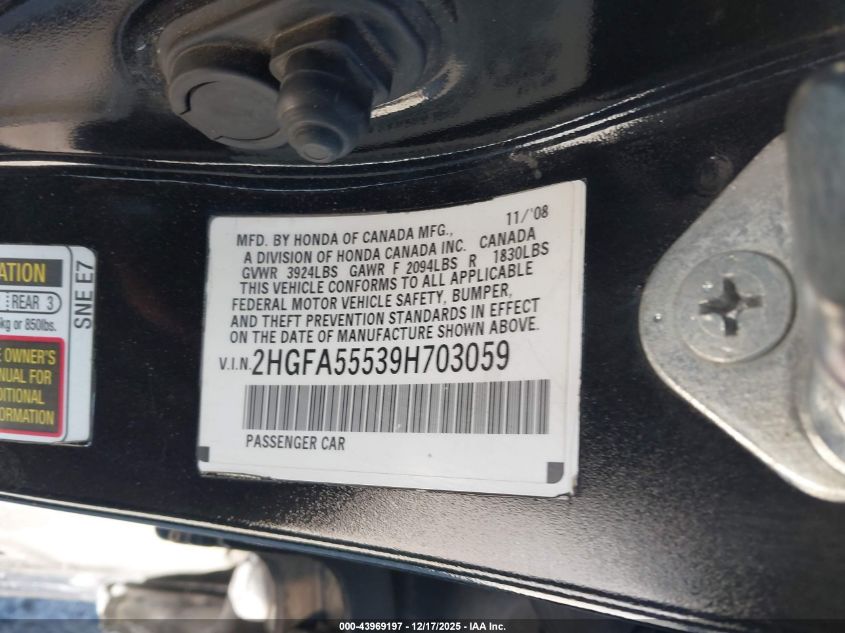 11/'08
MFD. BY HONDA OF CANADA MFG.,
A DIVISION OF HONDA CANADA INC. CANADA
GVWR 3924LBS GAWR F 2094LBS R 1830LBS
THIS VEHICLE CONFORMS TO ALL APPLICABLE
FEDERAL MOTOR VEHICLE SAFETY, BUMPER,
AND THEFT PREVENTION STANDARDS IN EFFECT
ON THE DATE OF MANUFACTURE SHOWN ABOVE.
V.I.N. 2HGFA55539H703059
PASSENGER CAR
ATION
REAR 3
kg or 850lbs.
SNE E7
OWNER'S
NUAL FOR
DITIONAL
FORMATION
000-43969197 - 12/17/2025 - IAA Inc.